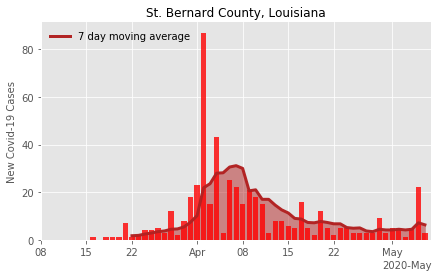 St. Bernard County, Louisiana
7 day moving average
New Covid-19 Cases
80
60
40
20
0
08 15 22 Apr 08 15 22 May
2020-May